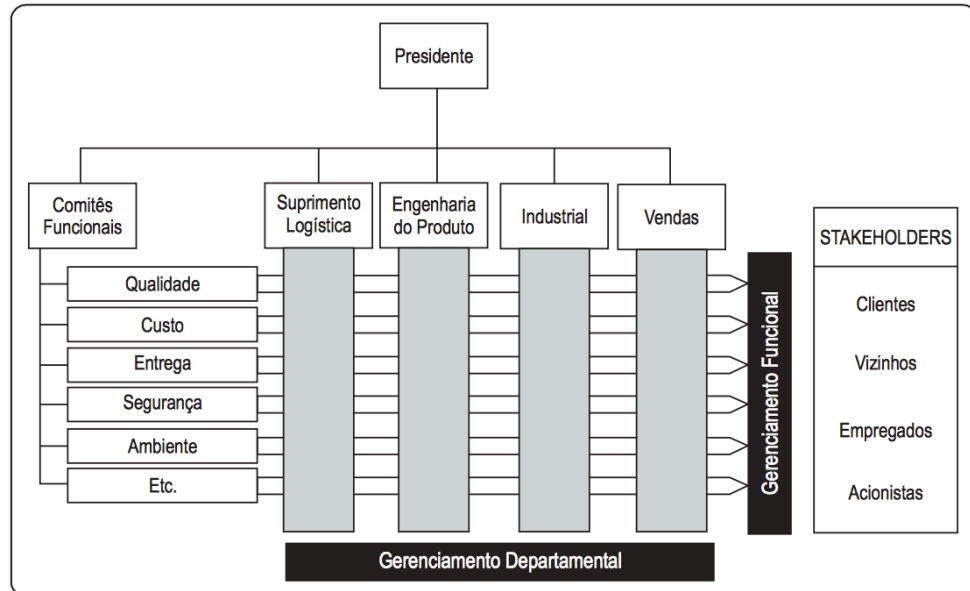 Presidente
Comitês
Funcionais
Suprimento
Logística
Engenharia
do Produto
Industrial
Vendas
STAKEHOLDERS
Qualidade
Custo
Entrega
Segurança
Ambiente
Etc.
Gerenciamento Funcional
Clientes
Vizinhos
Empregados
Acionistas
Gerenciamento Departamental